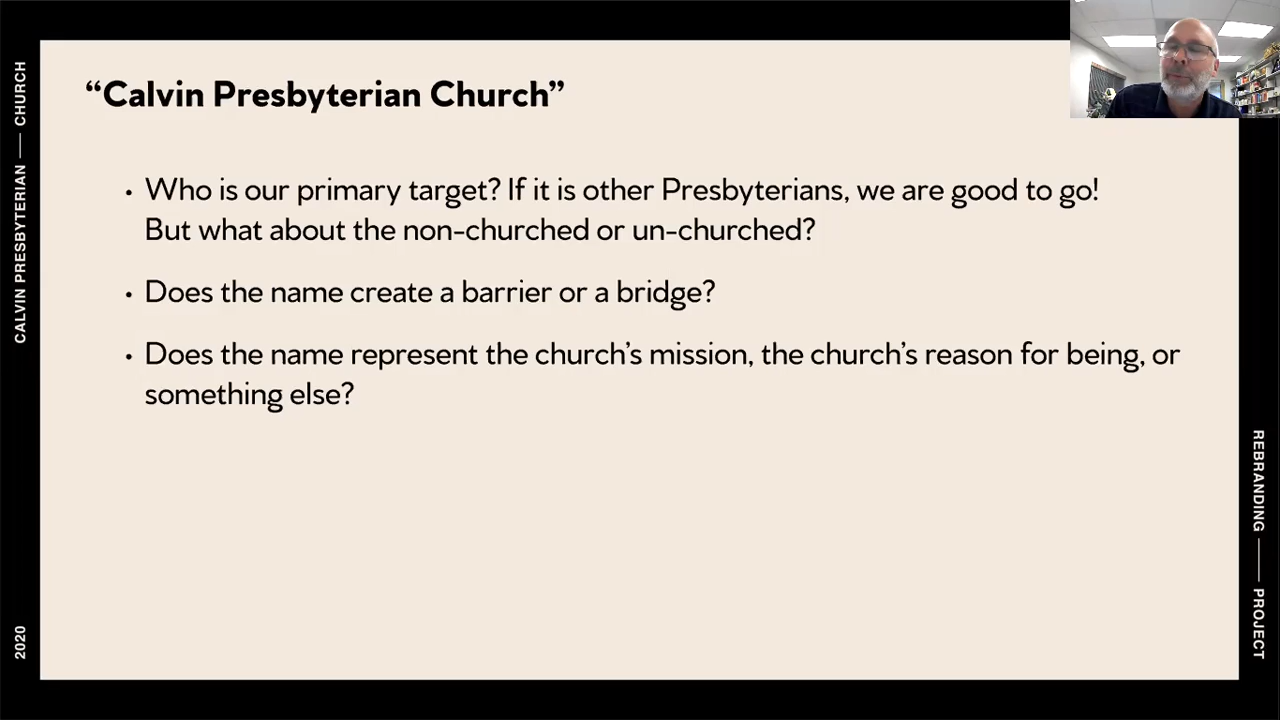 “Calvin Presbyterian Church”
• Who is our primary target? If it is other Presbyterians, we are good to go!
But what about the non-churched or un-churched?
• Does the name create a barrier or a bridge?
• Does the name represent the church’s mission, the church’s reason for being, or
something else?
CALVIN PRESBYTERIAN — CHURCH
2020
REBRANDING — PROJECT